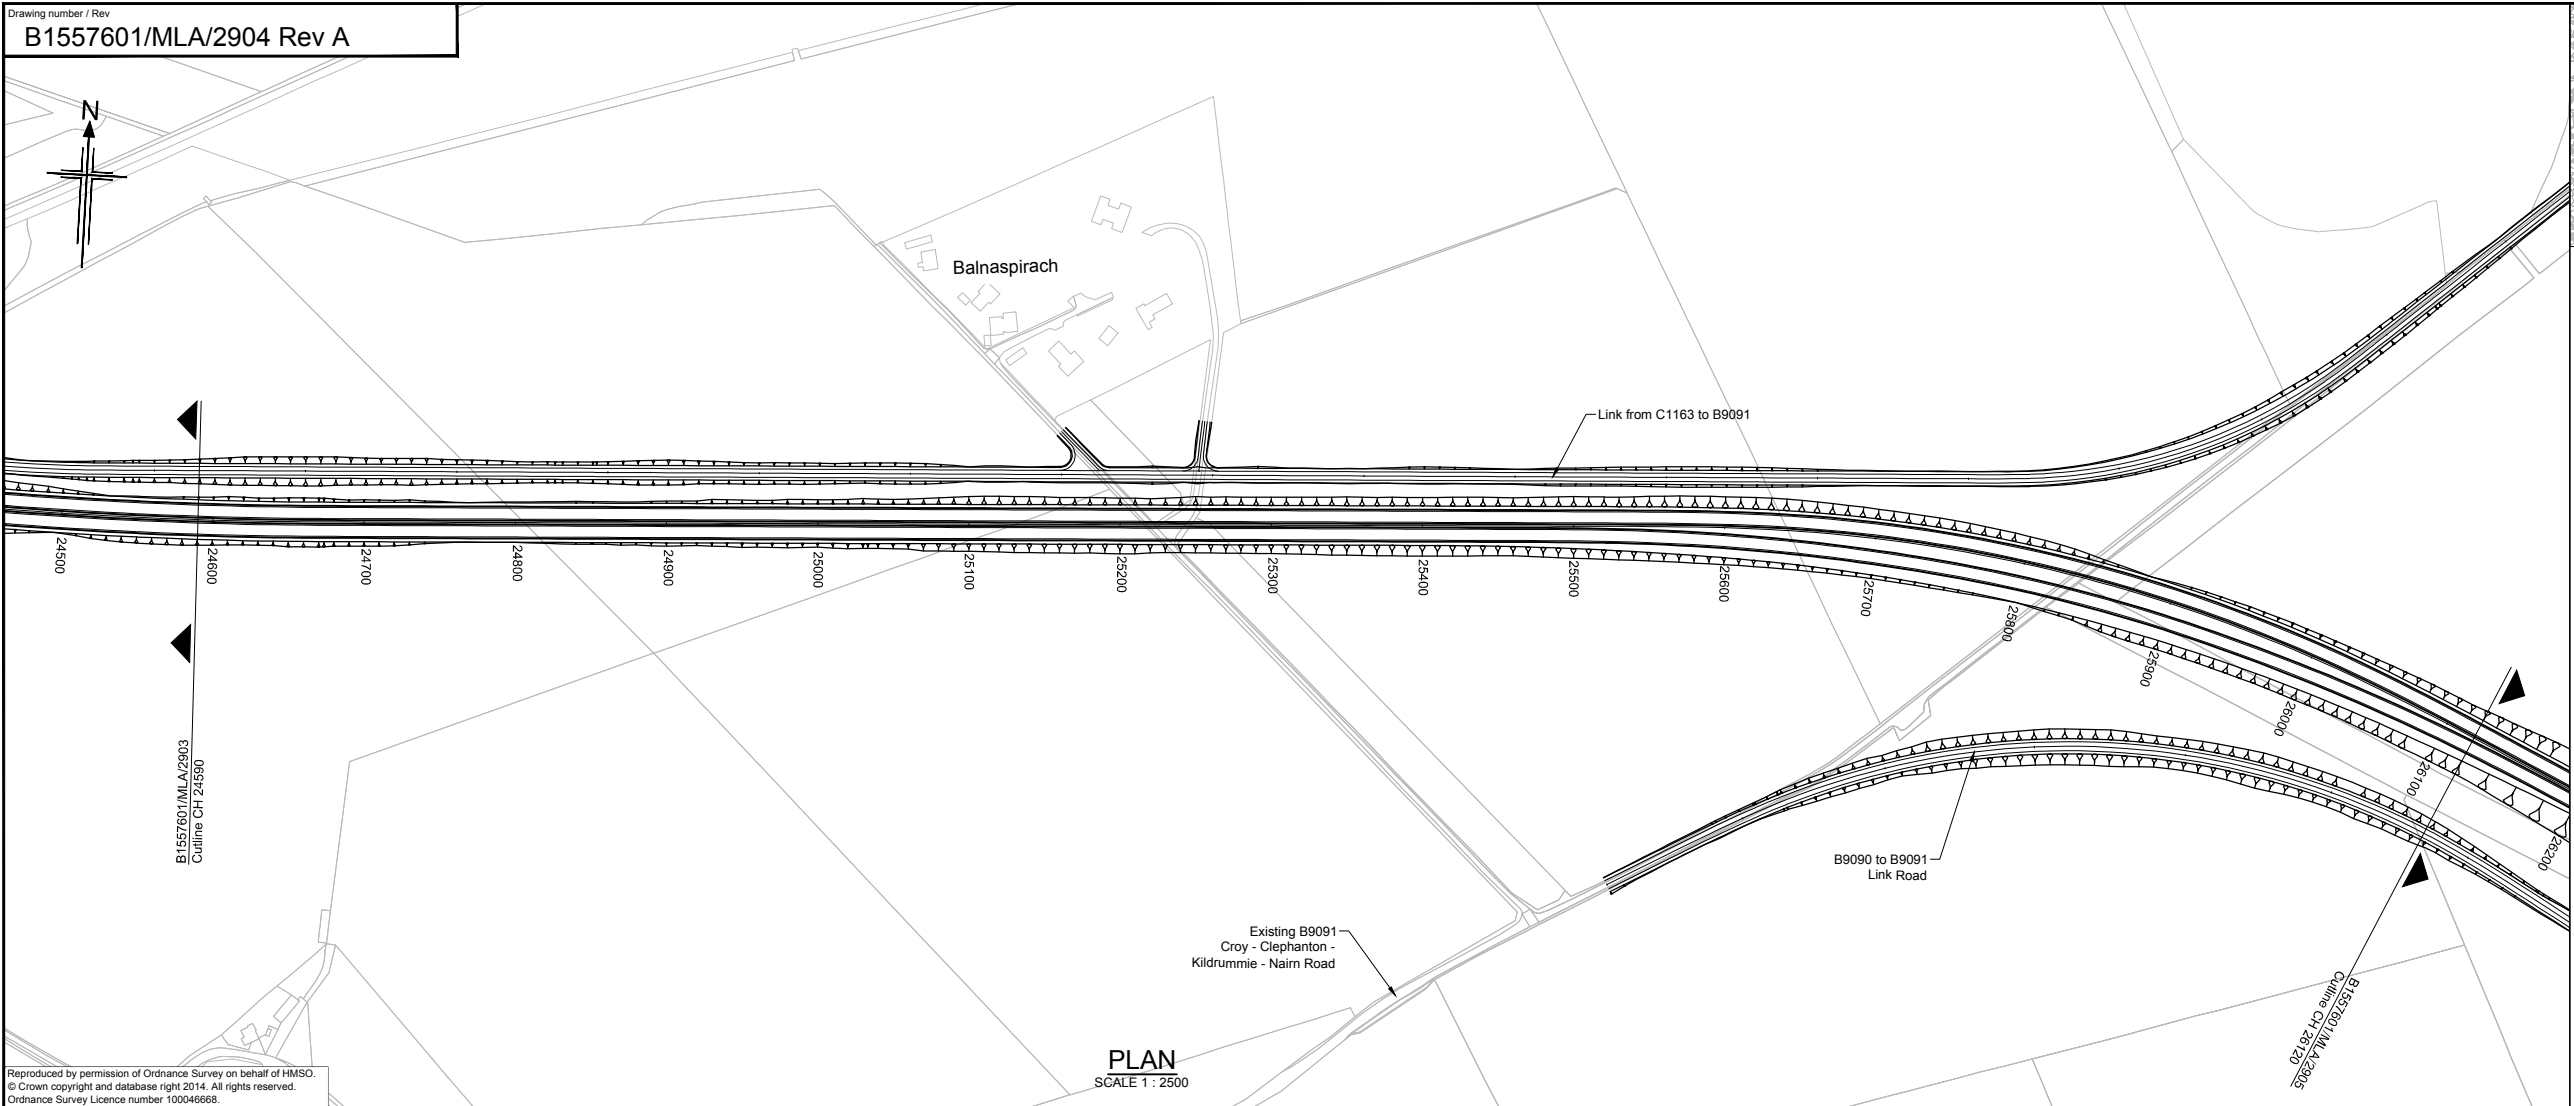 Drawing number / Rev
B1557601/MLA/2904 Rev A
N
Balnaspirach
Link from C1163 to B9091
24500
24600
24700
24800
24900
25000
25100
25200
25300
25400
25500
25600
25700
25800
25900
26000
26100
26200
B1557601/MLA/2903
Cutline CH 24590
B9090 to B9091
Link Road
Existing B9091
Croy - Clephanton -
Kildrummie - Nairn Road
B1557601/MLA/2905
Cutline CH 26120
PLAN
SCALE 1 : 2500
Reproduced by permission of Ordnance Survey on behalf of HMSO.
© Crown copyright and database right 2014. All rights reserved.
Ordnance Survey Licence number 100046668.